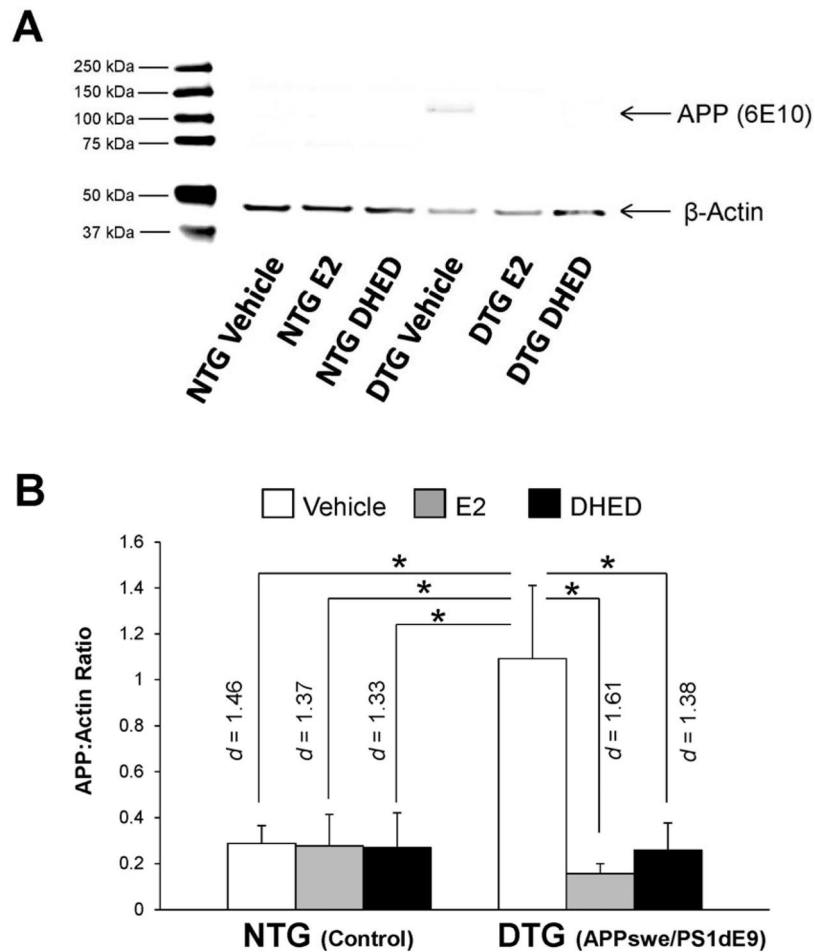 A
250 kDa
150 kDa
100 kDa
75 kDa
50 kDa
37 kDa
APP (6E10)
β-Actin
NTG Vehicle
NTG E2
NTG DHED
DTG Vehicle
DTG E2
DTG DHED
B
Vehicle E2 DHED
APP:Actin Ratio
1.6
1.4
1.2
1
0.8
0.6
0.4
0.2
0
* * * * *
d = 1.46
d = 1.37
d = 1.33
d = 1.61
d = 1.38
NTG (Control) DTG (APPswe/PS1dE9)